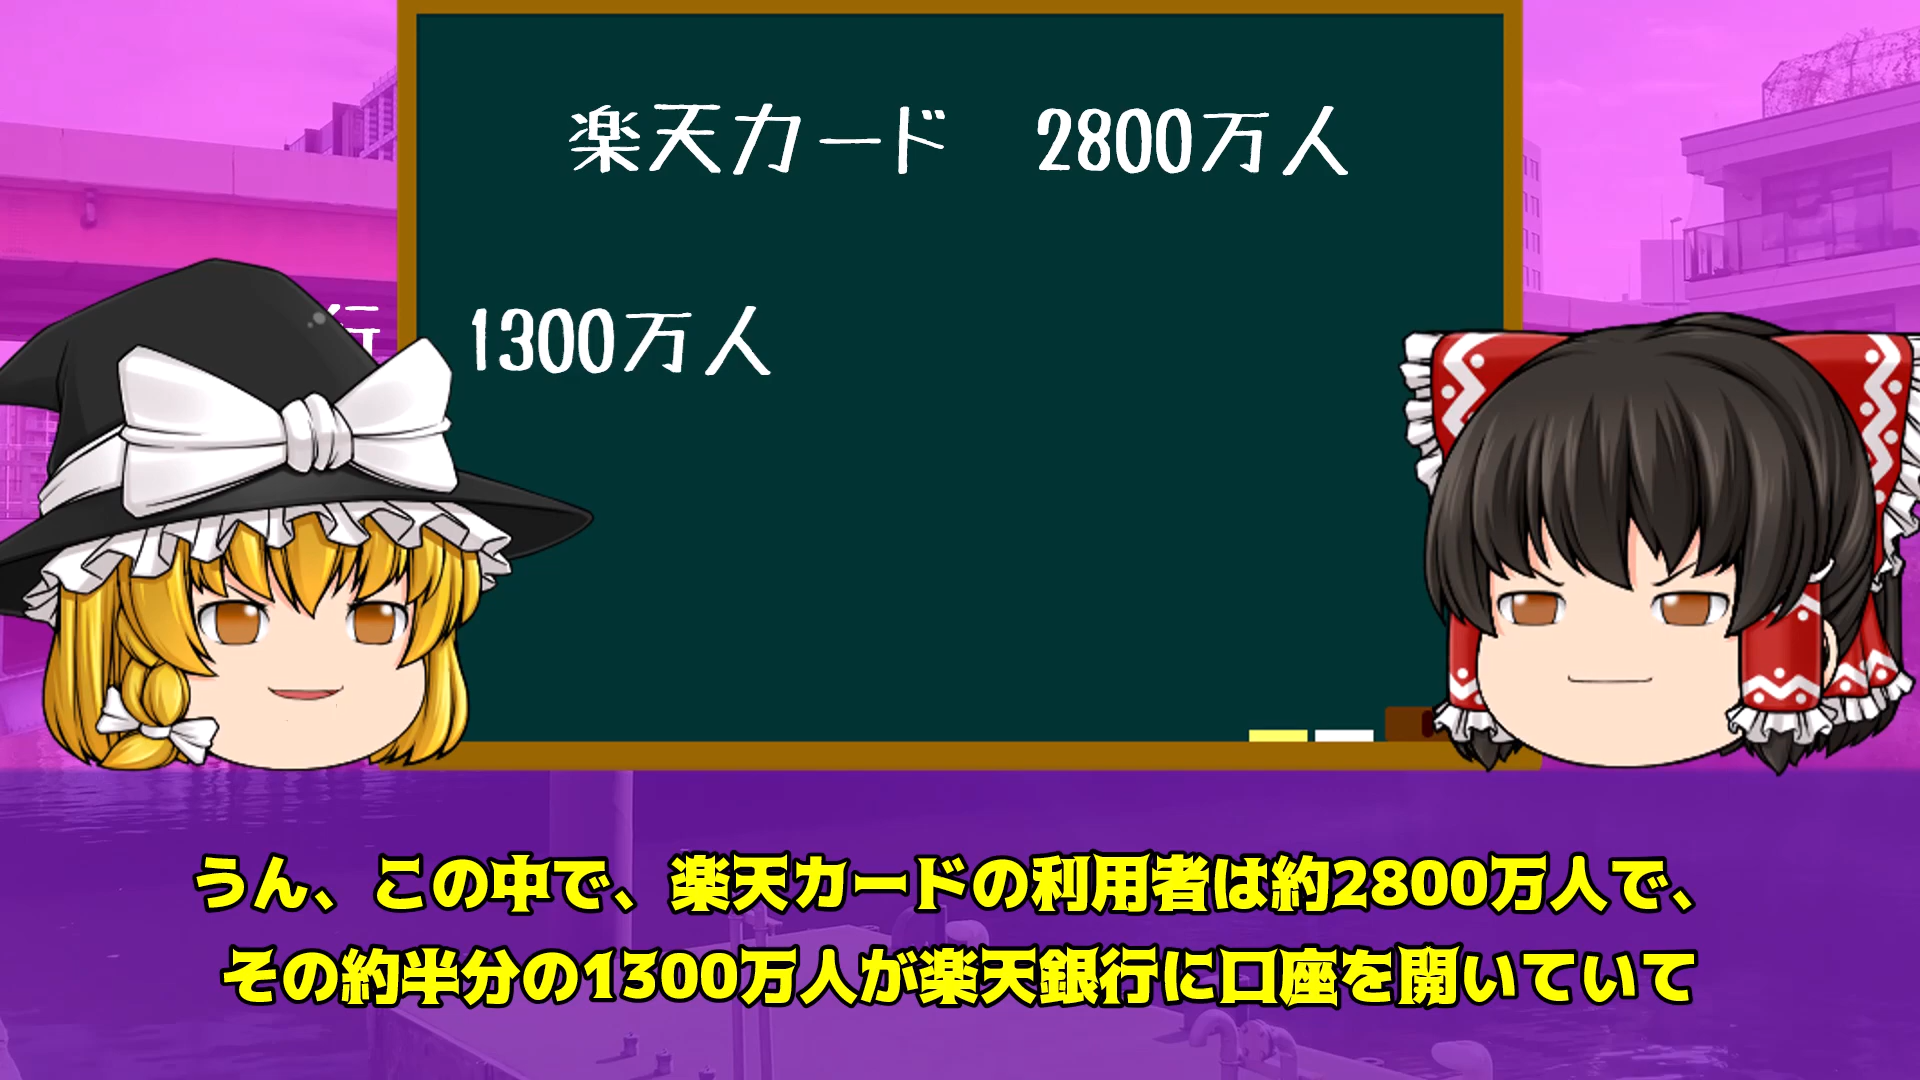 楽天カード　2800万人
行　1300万人
うん、この中で、楽天カードの利用者は約2800万人で、
その約半分の1300万人が楽天銀行に口座を開いていて